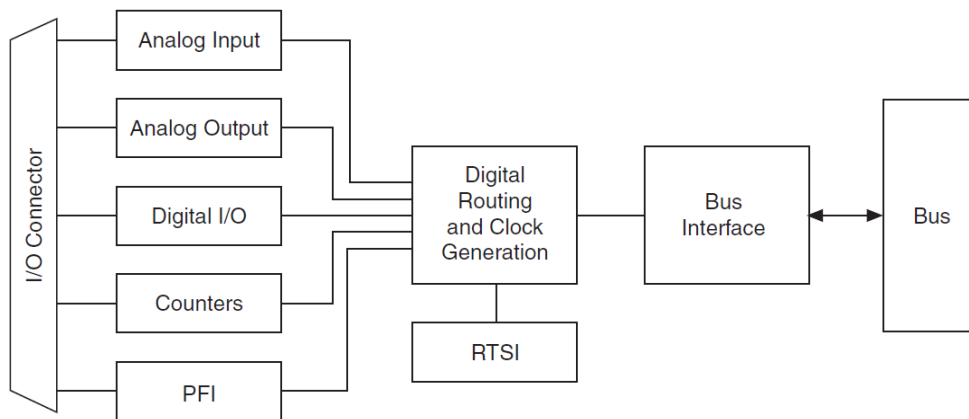 I/O Connector
Analog Input
Analog Output
Digital I/O
Counters
PFI
Digital
Routing
and Clock
Generation
RTSI
Bus
Interface
Bus